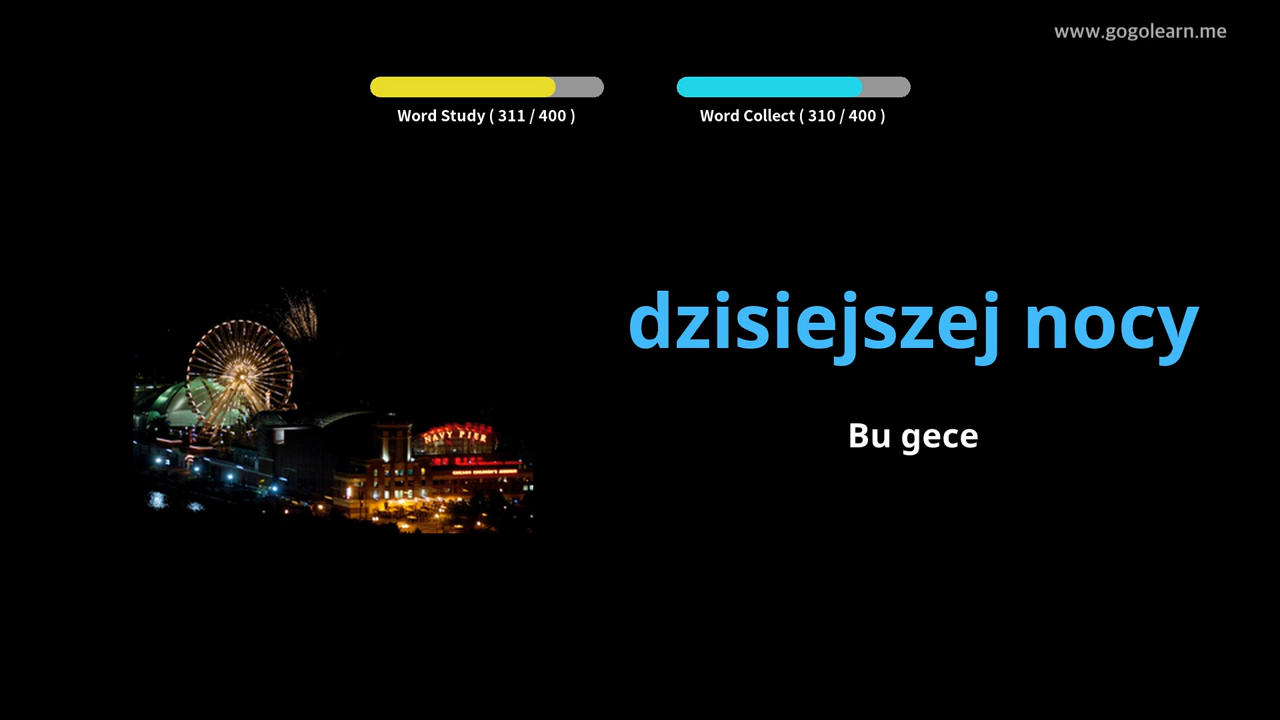 www.gogolearn.me
Word Study ( 311 / 400 )
Word Collect ( 310 / 400 )
dzisiejszej nocy
Bu gece
NAVY PIER